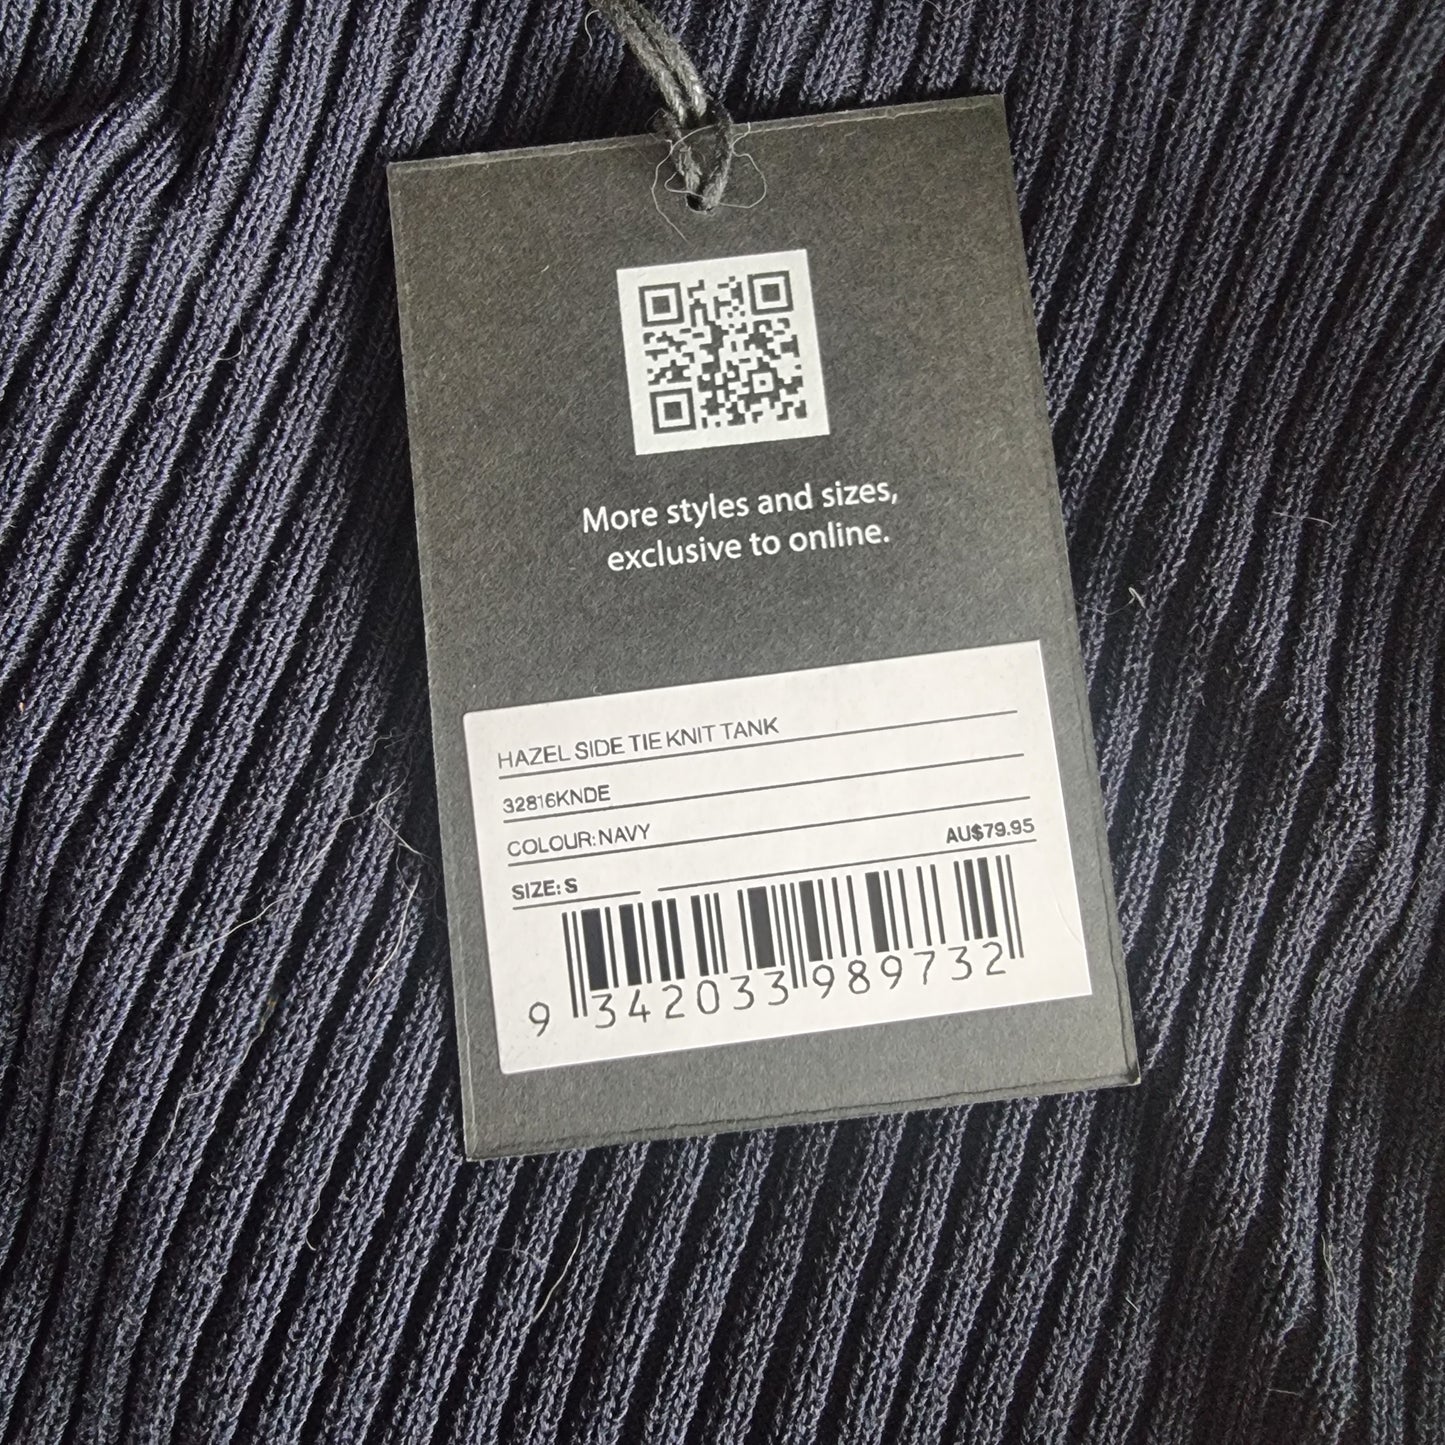 More styles and sizes,
exclusive to online.
HAZEL SIDE TIE KNIT TANK
32816KNDE
COLOUR: NAVY
AU$79.95
SIZE: S
9 342033 989732